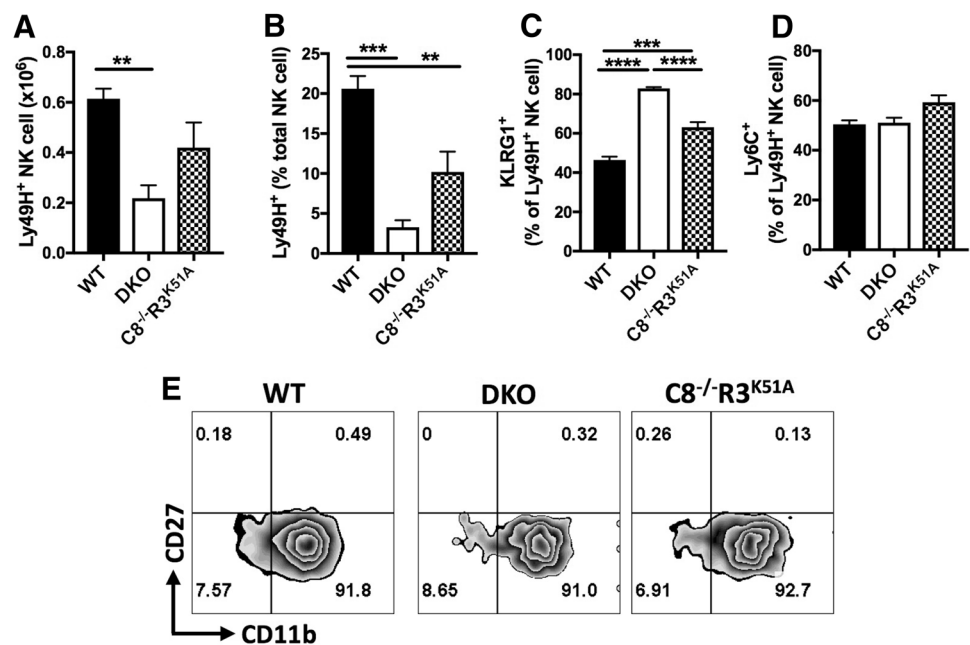 A
Ly49H⁺ NK cell (x10⁶)
0.8
0.6
0.4
0.2
0.0
**
WT
DKO
C8⁻/⁻R3ᴷ⁵¹ᴬ
B
Ly49H⁺ (% total NK cell)
25
20
15
10
5
0
***
**
WT
DKO
C8⁻/⁻R3ᴷ⁵¹ᴬ
C
KLRG1⁺
(% of Ly49H⁺ NK cell)
100
80
60
40
20
0
***
**** ****
WT
DKO
C8⁻/⁻R3ᴷ⁵¹ᴬ
D
Ly6C⁺
(% of Ly49H⁺ NK cell)
80
60
40
20
0
WT
DKO
C8⁻/⁻R3ᴷ⁵¹ᴬ
E
WT DKO C8⁻/⁻R3ᴷ⁵¹ᴬ
0.18 0.49 0 0.32 0.26 0.13
7.57 91.8 8.65 91.0 6.91 92.7
CD27
CD11b